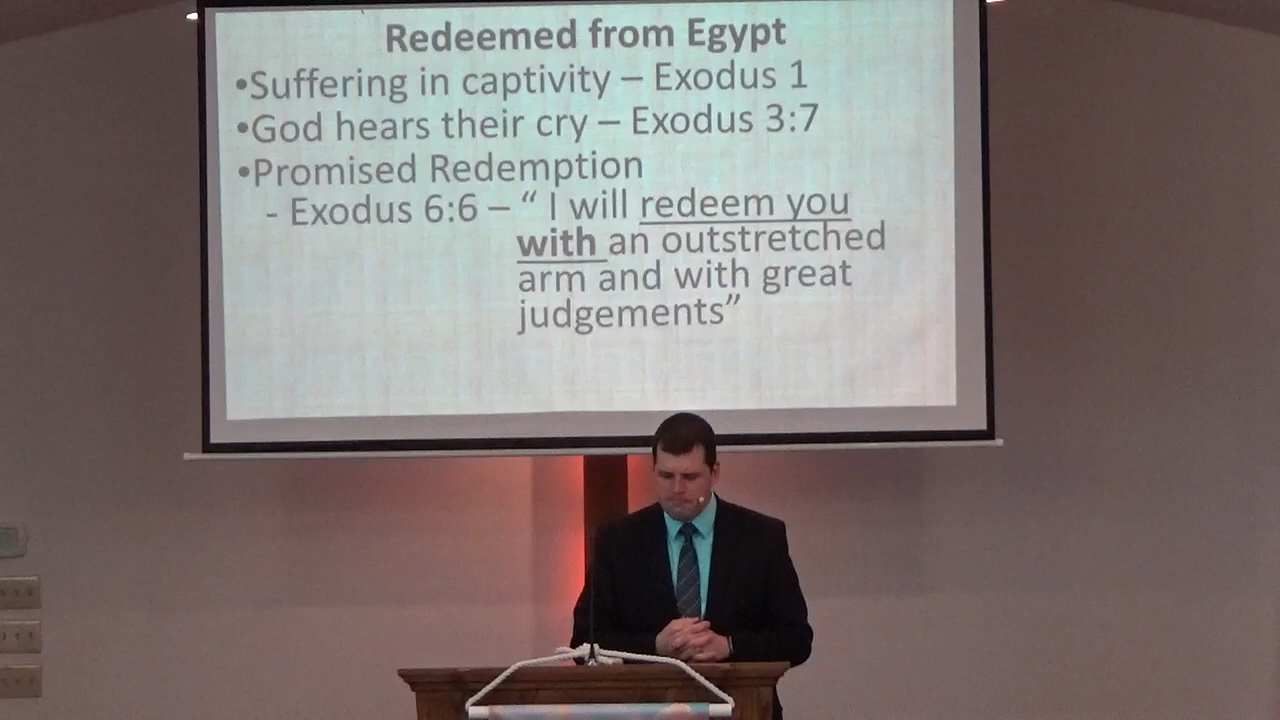 Redeemed from Egypt
•Suffering in captivity – Exodus 1
•God hears their cry – Exodus 3:7
•Promised Redemption
- Exodus 6:6 – “ I will redeem you
with an outstretched
arm and with great
judgements”